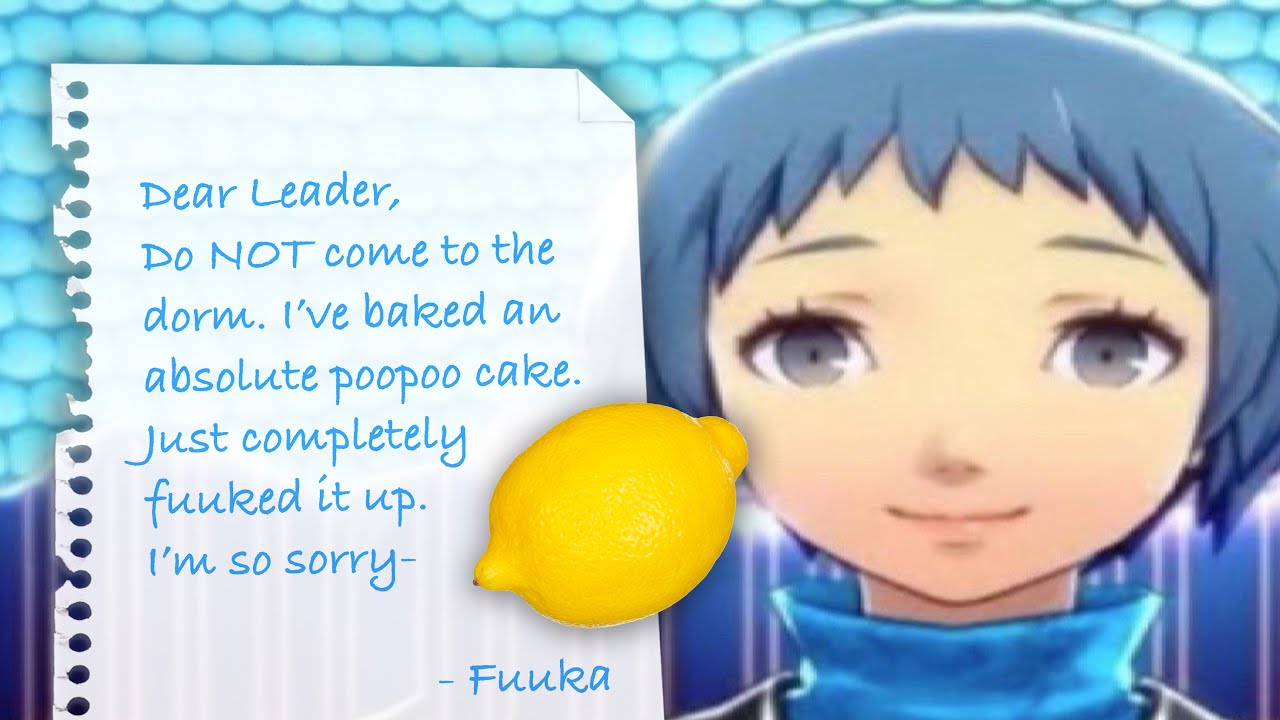 Dear Leader,
Do NOT come to the
dorm. I've baked an
absolute poopoo cake.
Just completely
fuuked it up.
I'm so sorry-
- Fuuka